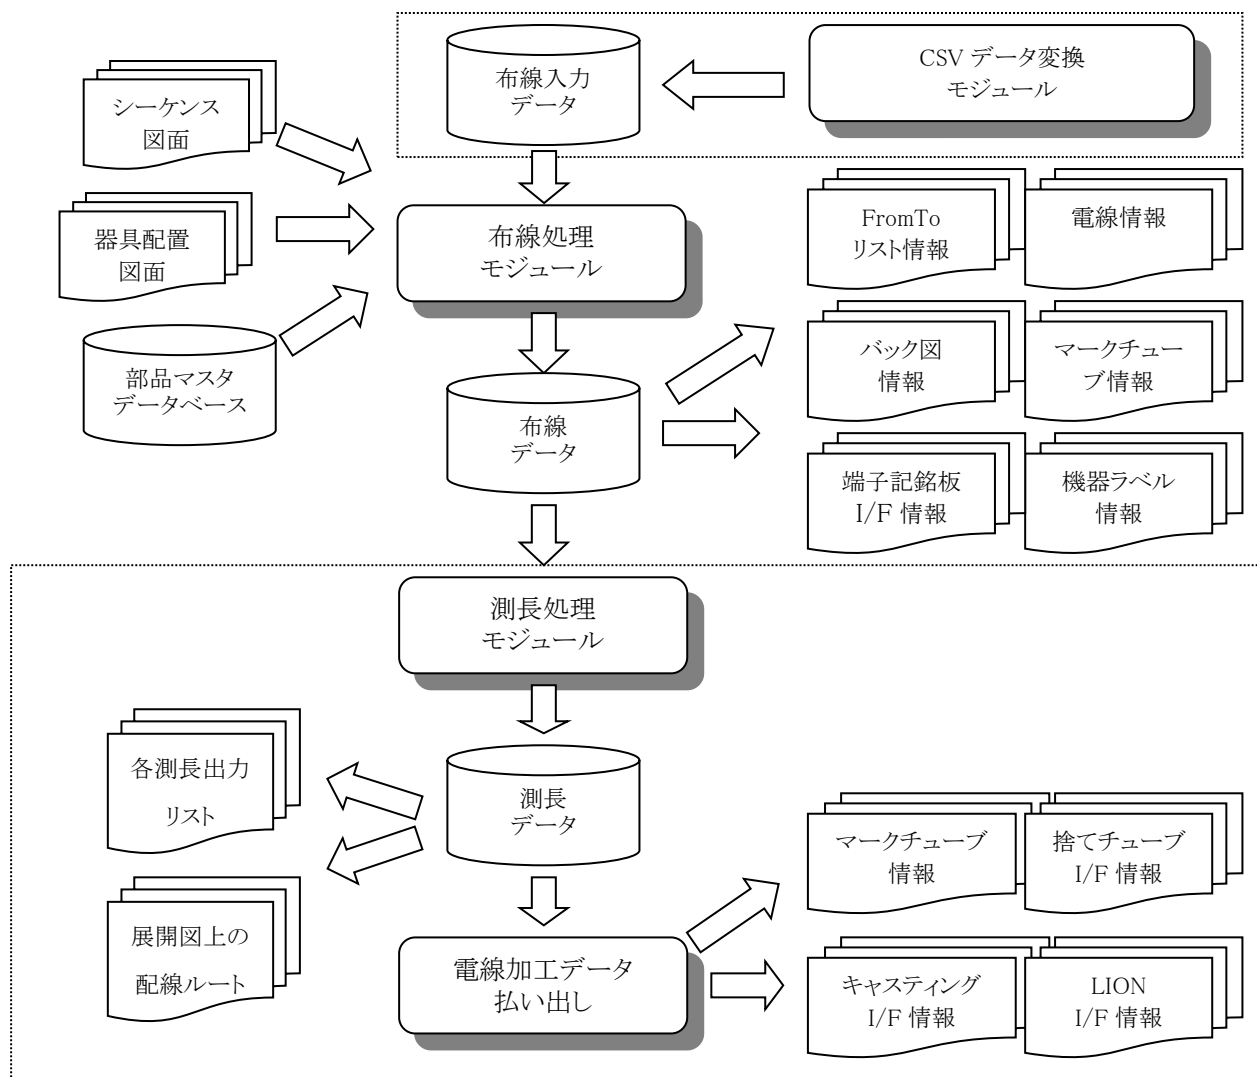 布線入力
データ
CSV データ変換
モジュール
シーケンス
図面
器具配置
図面
部品マスタ
データベース
布線処理
モジュール
布線
データ
FromTo
リスト情報
電線情報
バック図
情報
マークチュー
ブ情報
端子記銘板
I/F 情報
機器ラベル
情報
測長処理
モジュール
測長
データ
各測長出力
リスト
展開図上の
配線ルート
電線加工データ
払い出し
マークチューブ
情報
捨てチューブ
I/F 情報
キャスティング
I/F 情報
LION
I/F 情報